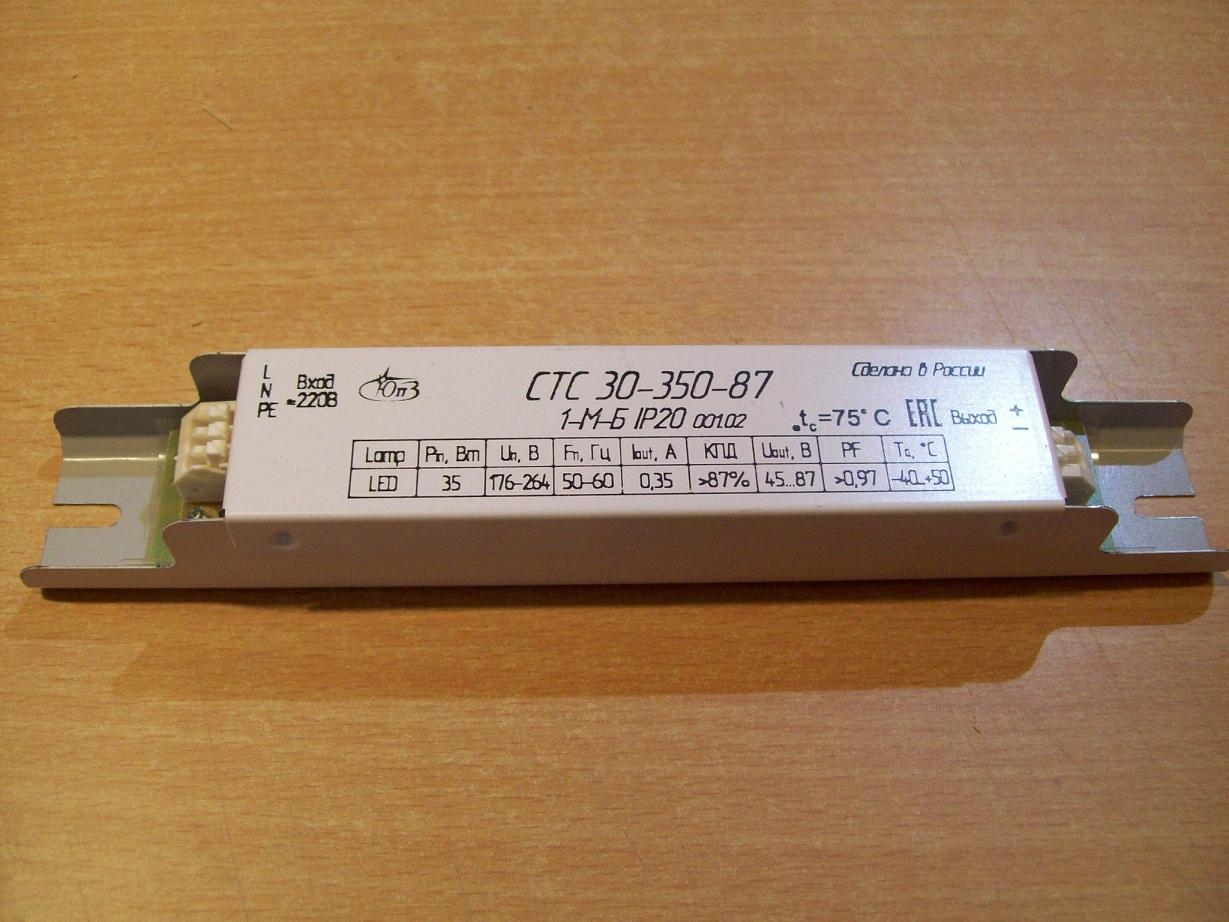 L
N
PE
Вход
≈220В
ЮпЗ
СТС 30-350-87
1-М-Б IP20 00102
Сделано в России
.tc=75°C EAC Выход + –
Lamp Pin, Вт Uin, В Fin, Гц Iout, А КПД Uout, В PF Ta, °C
LED 35 176-264 50-60 0,35 >87% 45...87 >0,97 -40...+50